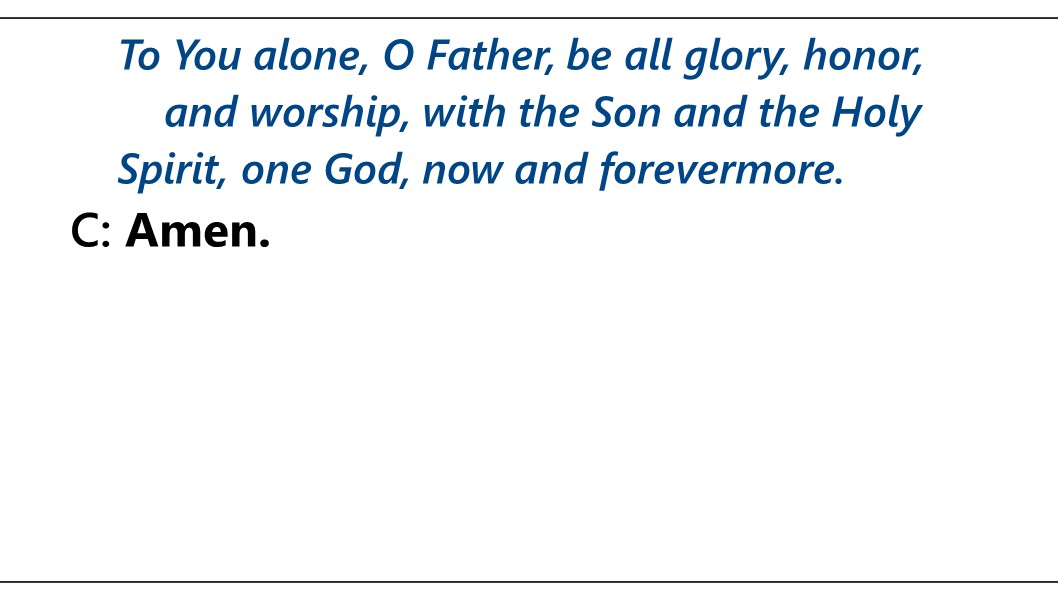 To You alone, O Father, be all glory, honor,
and worship, with the Son and the Holy
Spirit, one God, now and forevermore.
C: Amen.